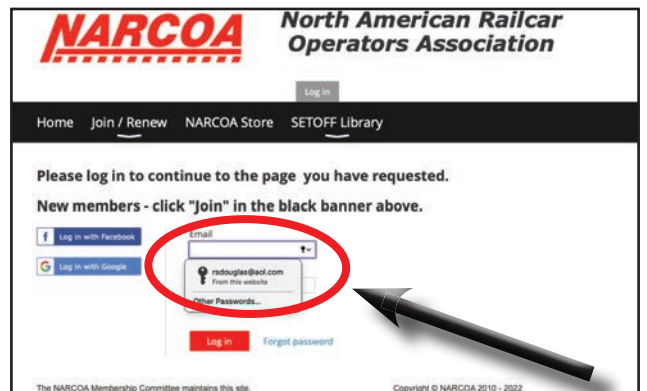 NARCOA
North American Railcar
Operators Association
Log in
Home Join / Renew NARCOA Store SETOFF Library
Please log in to continue to the page you have requested.
New members - click "Join" in the black banner above.
f Log in with Facebook
G Log in with Google
Email
rsdouglas@aol.com
From this website
Other Passwords...
Log in Forgot password
The NARCOA Membership Committee maintains this site.
Copyright © NARCOA 2010 - 2022